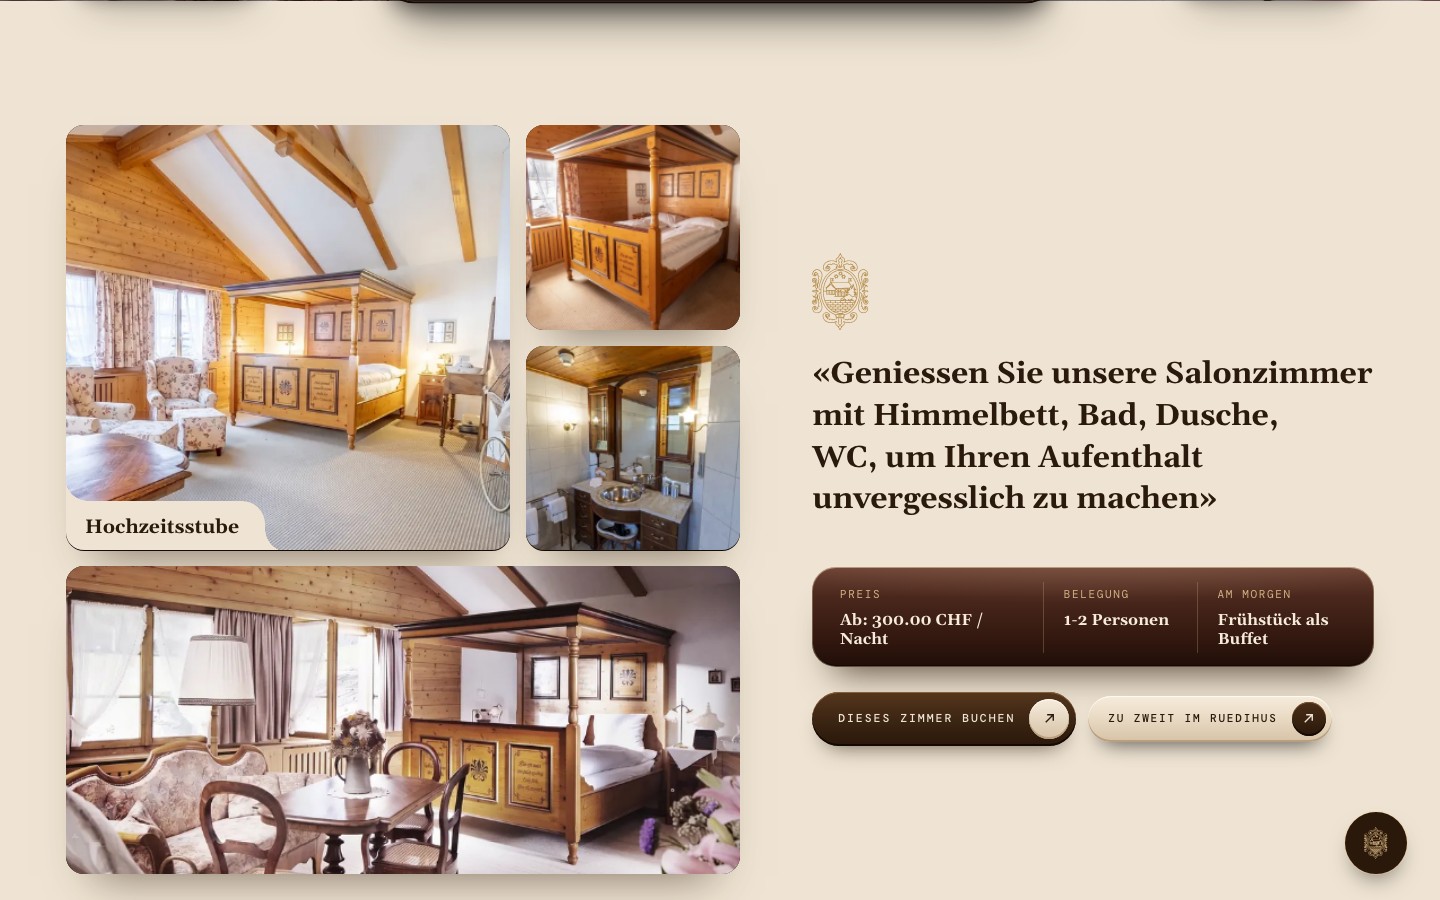 Hochzeitsstube
«Geniessen Sie unsere Salonzimmer
mit Himmelbett, Bad, Dusche,
WC, um Ihren Aufenthalt
unvergesslich zu machen»
PREIS
Ab: 300.00 CHF /
Nacht
BELEGUNG
1-2 Personen
AM MORGEN
Frühstück als
Buffet
DIESES ZIMMER BUCHEN
ZU ZWEIT IM RUEDIHUS